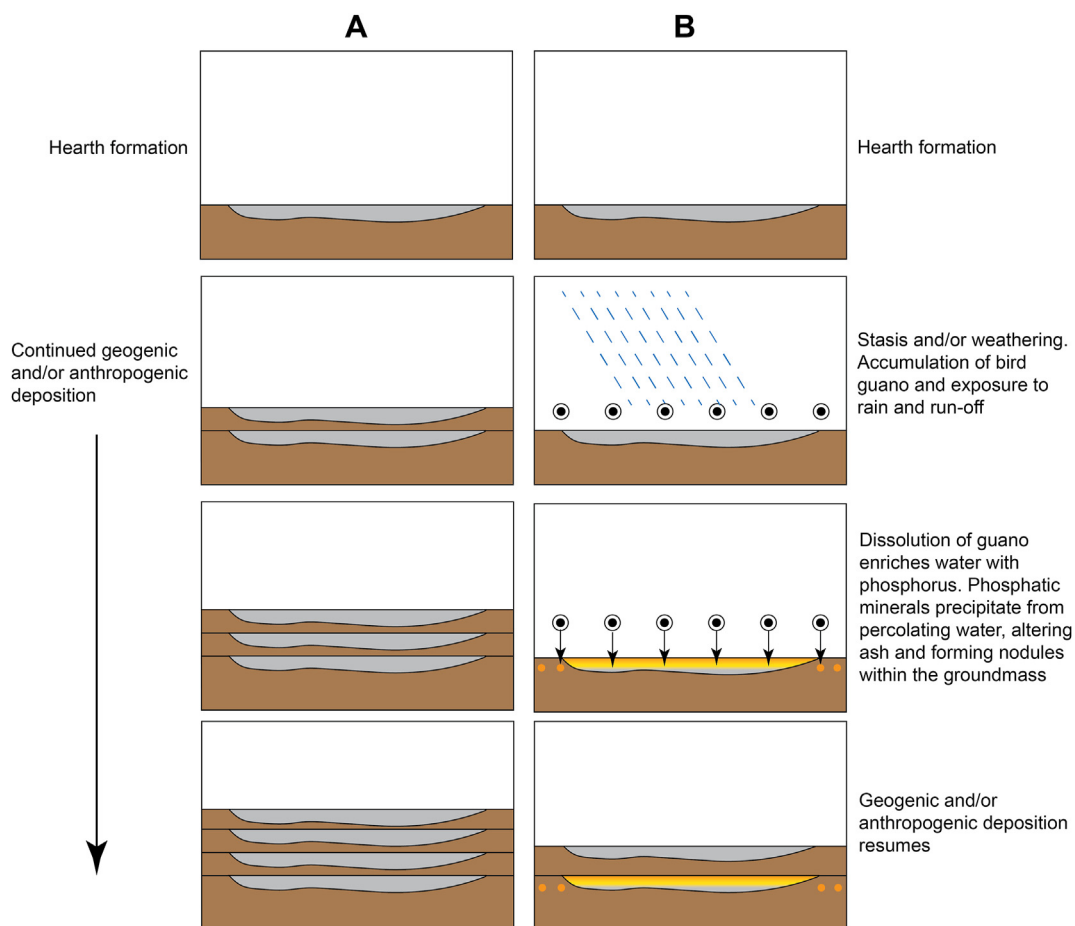 A
B
Hearth formation
Hearth formation
Continued geogenic
and/or anthropogenic
deposition
Stasis and/or weathering.
Accumulation of bird
guano and exposure to
rain and run-off
Dissolution of guano
enriches water with
phosphorus. Phosphatic
minerals precipitate from
percolating water, altering
ash and forming nodules
within the groundmass
Geogenic and/or
anthropogenic deposition
resumes